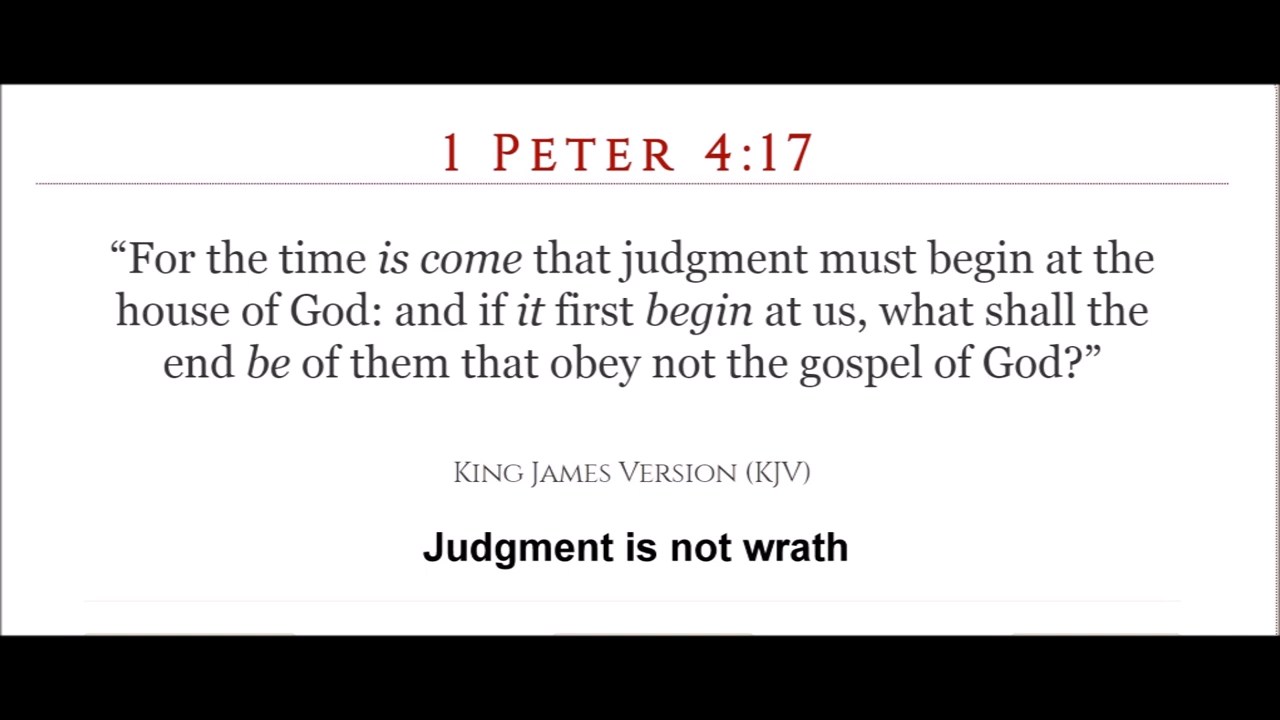 1 PETER 4:17
“For the time is come that judgment must begin at the
house of God: and if it first begin at us, what shall the
end be of them that obey not the gospel of God?”
KING JAMES VERSION (KJV)
Judgment is not wrath